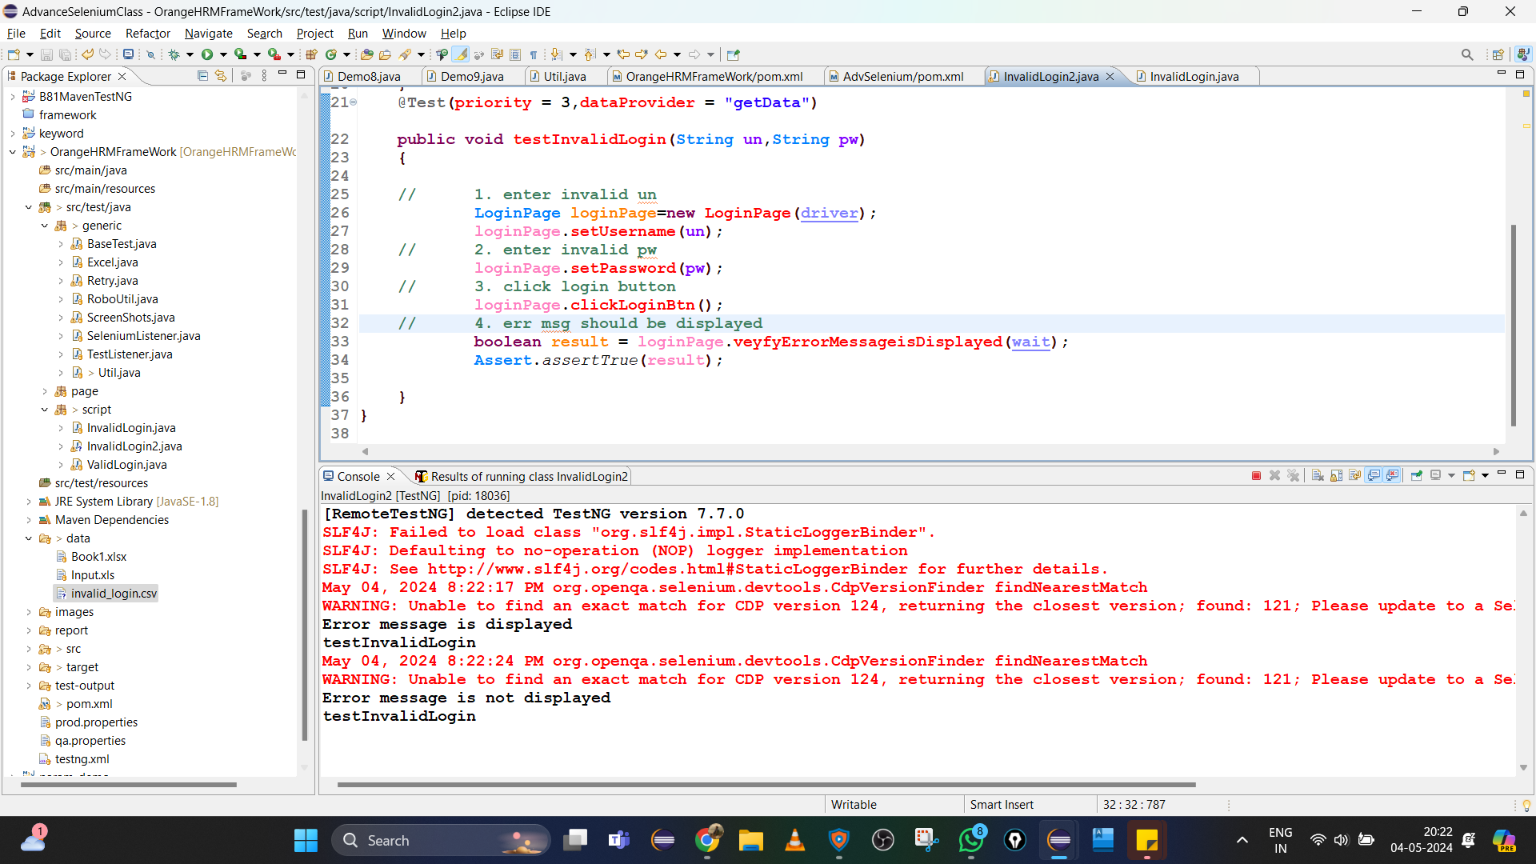 AdvanceSeleniumClass - OrangeHRMFrameWork/src/test/java/script/InvalidLogin2.java - Eclipse IDE
File Edit Source Refactor Navigate Search Project Run Window Help
Package Explorer
B81MavenTestNG
framework
keyword
> OrangeHRMFrameWork [OrangeHRMFrameWo
src/main/java
src/main/resources
> src/test/java
> generic
BaseTest.java
Excel.java
Retry.java
RoboUtil.java
ScreenShots.java
SeleniumListener.java
TestListener.java
> Util.java
page
> script
InvalidLogin.java
InvalidLogin2.java
ValidLogin.java
src/test/resources
JRE System Library [JavaSE-1.8]
Maven Dependencies
> data
Book1.xlsx
Input.xls
invalid_login.csv
images
report
> src
> target
test-output
> pom.xml
prod.properties
qa.properties
testng.xml
Demo8.java Demo9.java Util.java OrangeHRMFrameWork/pom.xml AdvSelenium/pom.xml InvalidLogin2.java InvalidLogin.java
21 @Test(priority = 3,dataProvider = "getData")
22 public void testInvalidLogin(String un,String pw)
23 {
24
25 // 1. enter invalid un
26 LoginPage loginPage=new LoginPage(driver);
27 loginPage.setUsername(un);
28 // 2. enter invalid pw
29 loginPage.setPassword(pw);
30 // 3. click login button
31 loginPage.clickLoginBtn();
32 // 4. err msg should be displayed
33 boolean result = loginPage.veyfyErrorMessageisDisplayed(wait);
34 Assert.assertTrue(result);
35
36 }
37 }
38
Console Results of running class InvalidLogin2
InvalidLogin2 [TestNG] [pid: 18036]
[RemoteTestNG] detected TestNG version 7.7.0
SLF4J: Failed to load class "org.slf4j.impl.StaticLoggerBinder".
SLF4J: Defaulting to no-operation (NOP) logger implementation
SLF4J: See http://www.slf4j.org/codes.html#StaticLoggerBinder for further details.
May 04, 2024 8:22:17 PM org.openqa.selenium.devtools.CdpVersionFinder findNearestMatch
WARNING: Unable to find an exact match for CDP version 124, returning the closest version; found: 121; Please update to a Sel
Error message is displayed
testInvalidLogin
May 04, 2024 8:22:24 PM org.openqa.selenium.devtools.CdpVersionFinder findNearestMatch
WARNING: Unable to find an exact match for CDP version 124, returning the closest version; found: 121; Please update to a Sel
Error message is not displayed
testInvalidLogin
Writable Smart Insert 32 : 32 : 787
1
Search
8
ENG
IN
20:22
04-05-2024
PRE